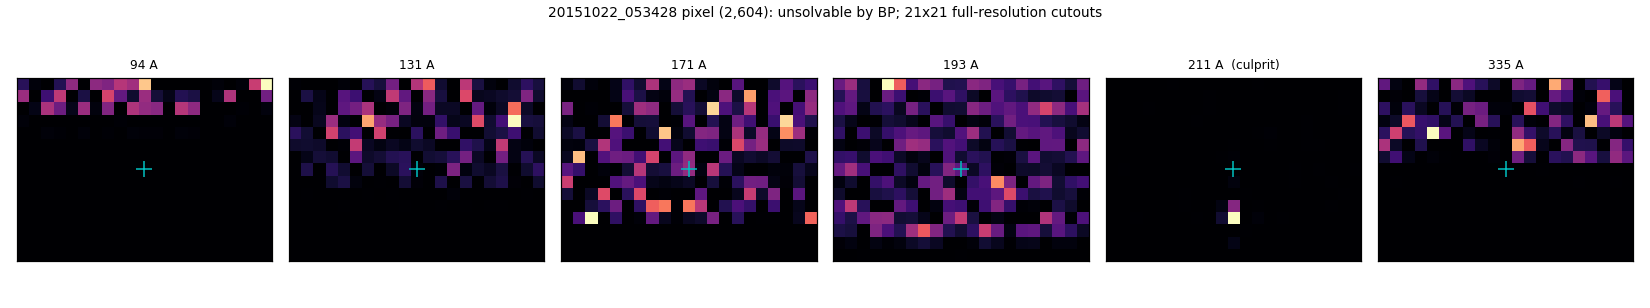 20151022_053428 pixel (2,604): unsolvable by BP; 21x21 full-resolution cutouts
94 A
131 A
171 A
193 A
211 A (culprit)
335 A